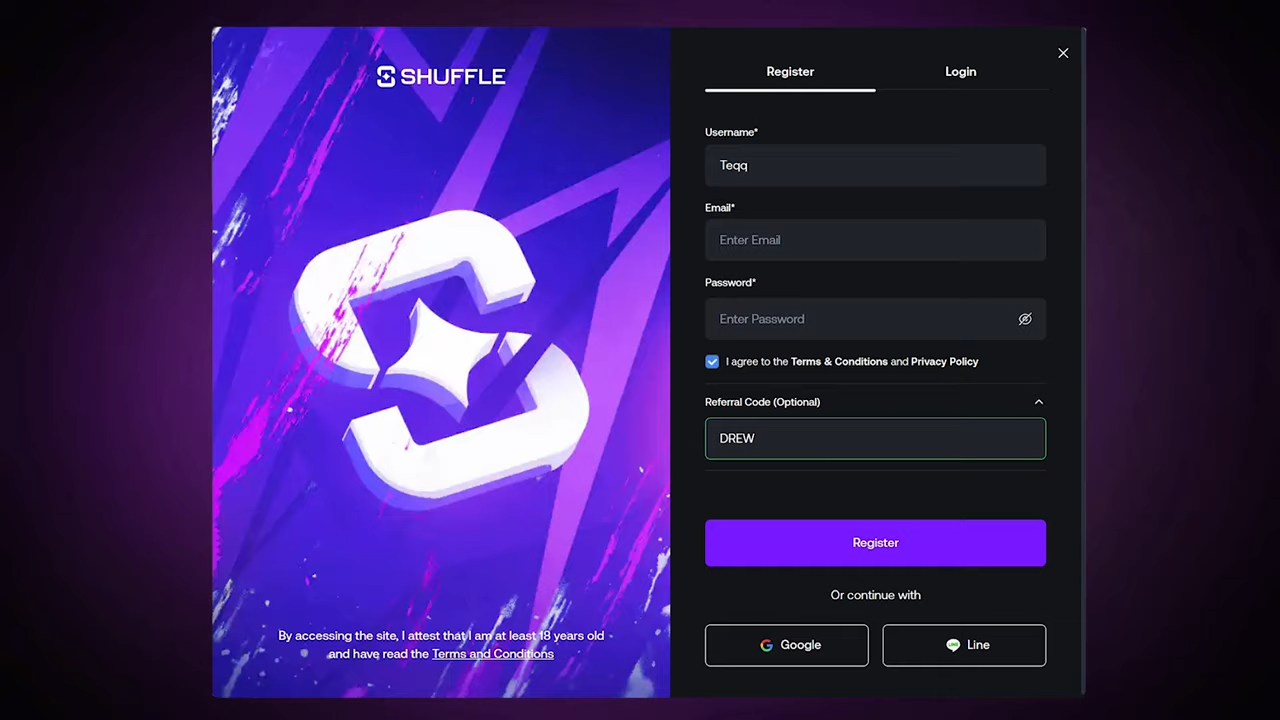 SHUFFLE
By accessing the site, I attest that I am at least 18 years old
and have read the Terms and Conditions
Register
Login
Username*
Teqq
Email*
Enter Email
Password*
Enter Password
I agree to the Terms & Conditions and Privacy Policy
Referral Code (Optional)
DREW
Register
Or continue with
Google
Line